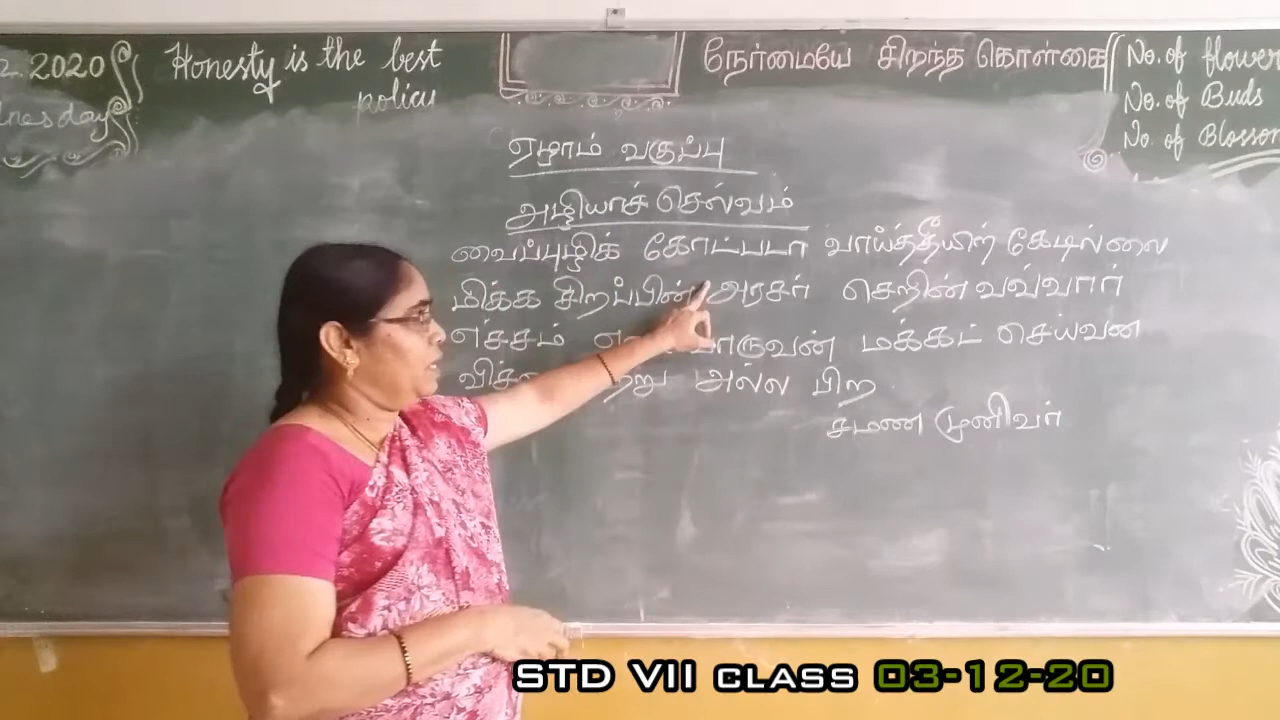 2.2020
nesday
Honesty is the best
policy
நேர்மையே சிறந்த கொள்கை
No. of flower
No. of Buds
No. of Blossom
ஏழாம் வகுப்பு
அழியாச் செல்வம்
வைப்புழிக் கோட்படா வாய்த்தீயிற் கேடில்லை
மிக்க சிறப்பின் அரசர் செறின் வவ்வார்
எச்சம் மக்கட் செய்வன
அல்ல பிற
சமண முனிவர்
STD VII CLASS 03-12-20